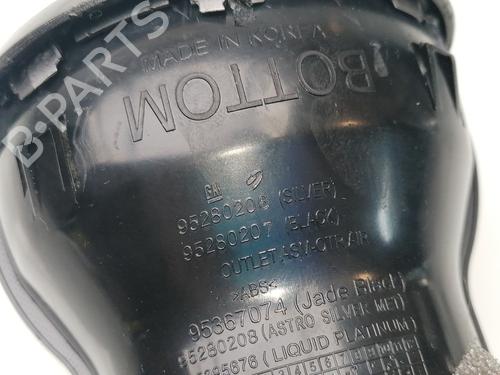 B-PARTS
MADE IN KOREA
BOTTOM
GM
95280206 (SILVER)
95280207 (BLACK)
OUTLET ASM-CTR AIR
>ABS<
95367074 (Jade Black)
95280208 (ASTRO SILVER MET)
(LIQUID PLATINUM)